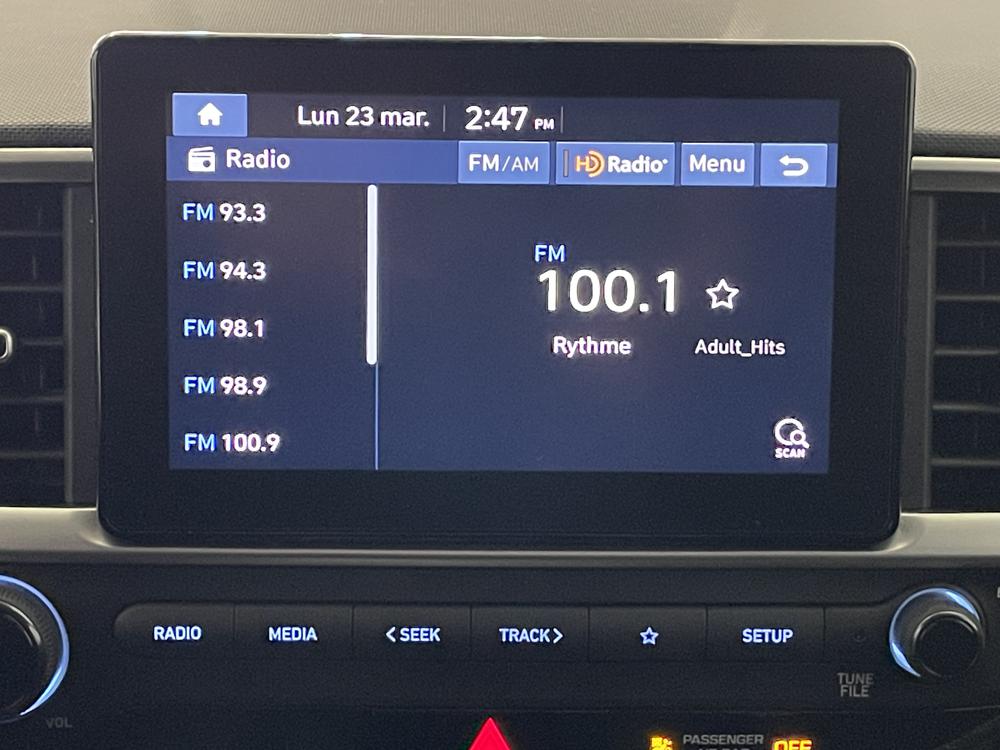 Lun 23 mar. 2:47 PM
Radio FM/AM HD Radio Menu
FM 93.3
FM 94.3
FM 98.1
FM 98.9
FM 100.9
FM
100.1
Rythme Adult_Hits
SCAN
RADIO MEDIA <SEEK TRACK> SETUP
TUNE
FILE
VOL
PASSENGER
OFF